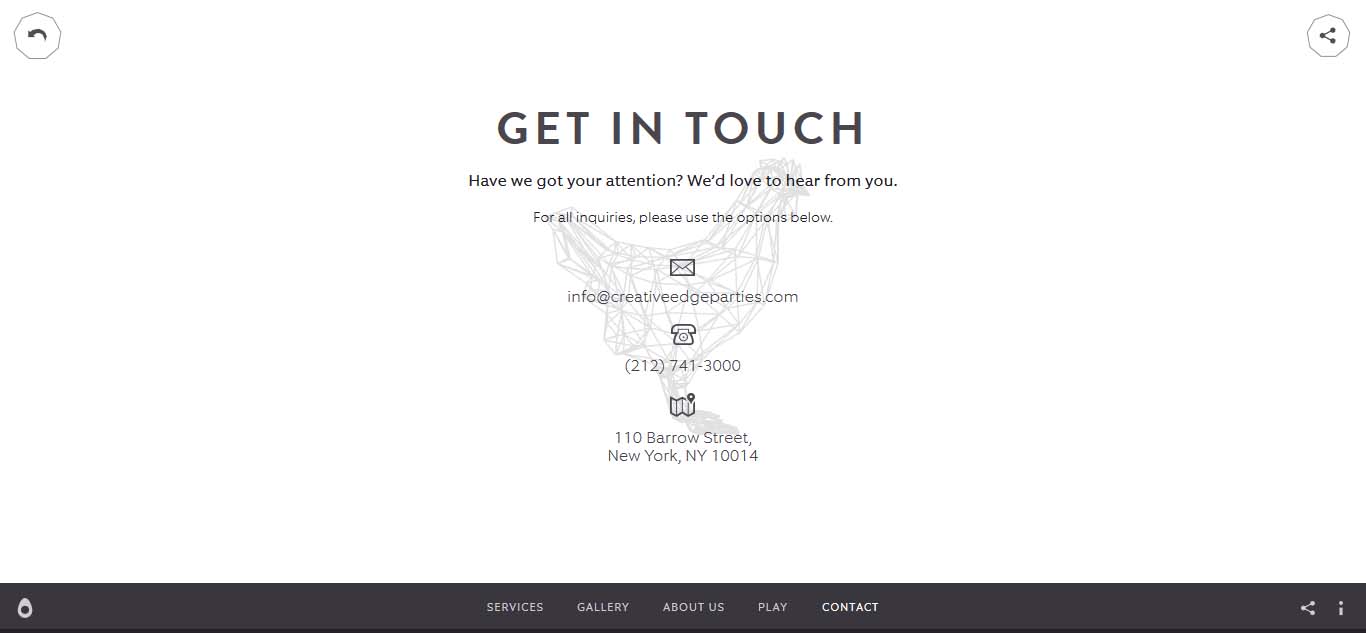 GET IN TOUCH
Have we got your attention? We’d love to hear from you.
For all inquiries, please use the options below.
info@creativeedgeparties.com
(212) 741-3000
110 Barrow Street,
New York, NY 10014
SERVICES GALLERY ABOUT US PLAY CONTACT